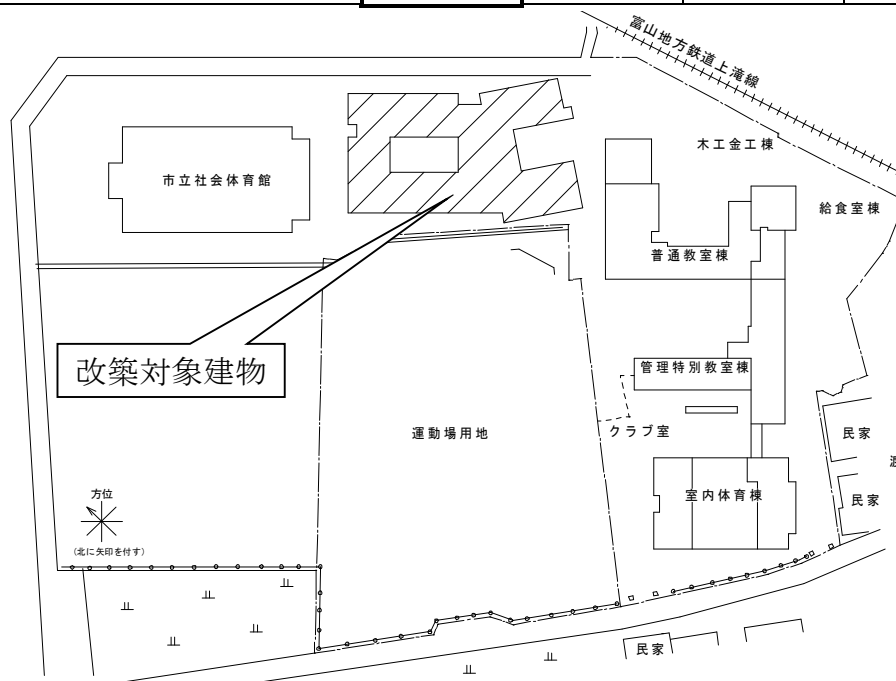 富山地方鉄道上滝線
木工金工棟
市立社会体育館
給食室棟
普通教室棟
改築対象建物
管理特別教室棟
運動場用地
クラブ室
民家
方位
室内体育棟
民家
(北に矢印を付す)
民家